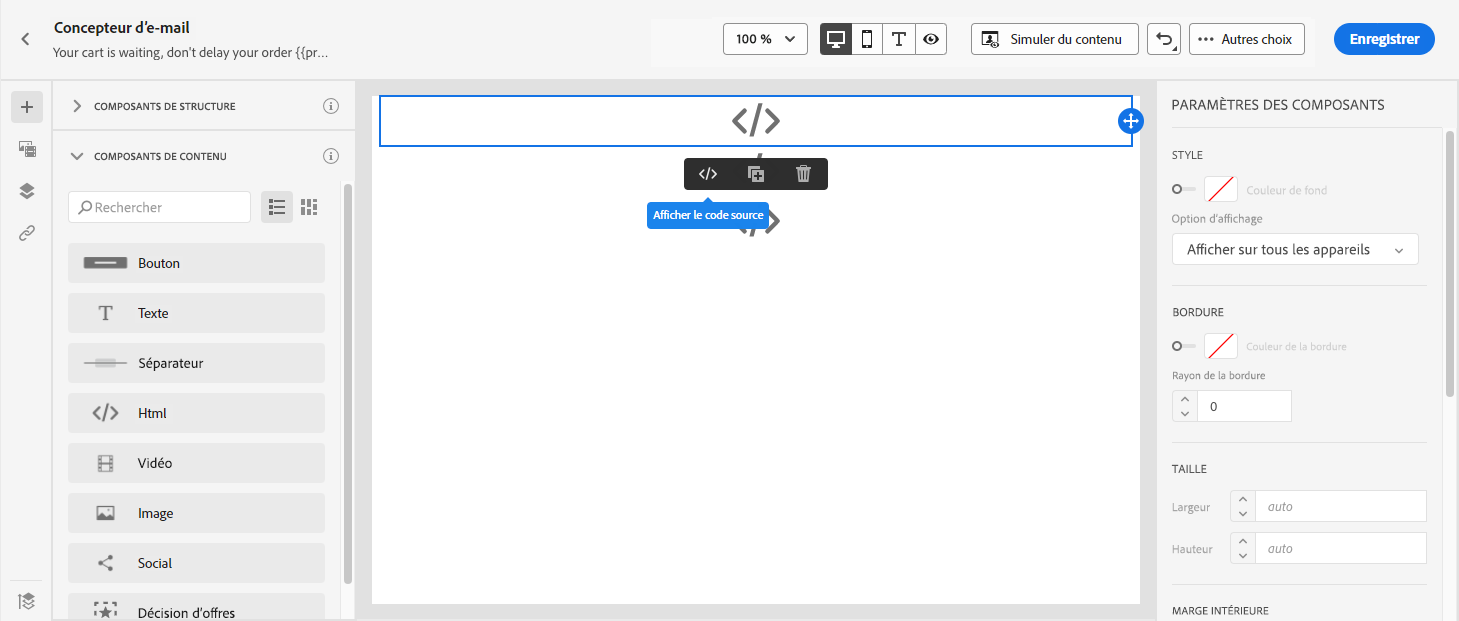 Concepteur d'e-mail
Your cart is waiting, don't delay your order {{pr...
100 %
Simuler du contenu
Autres choix
Enregistrer
COMPOSANTS DE STRUCTURE
COMPOSANTS DE CONTENU
Rechercher
Bouton
Texte
Séparateur
Html
Vidéo
Image
Social
Décision d'offres
Afficher le code source
PARAMÈTRES DES COMPOSANTS
STYLE
Couleur de fond
Option d'affichage
Afficher sur tous les appareils
BORDURE
Couleur de la bordure
Rayon de la bordure
0
TAILLE
Largeur
auto
Hauteur
auto
MARGE INTÉRIEURE